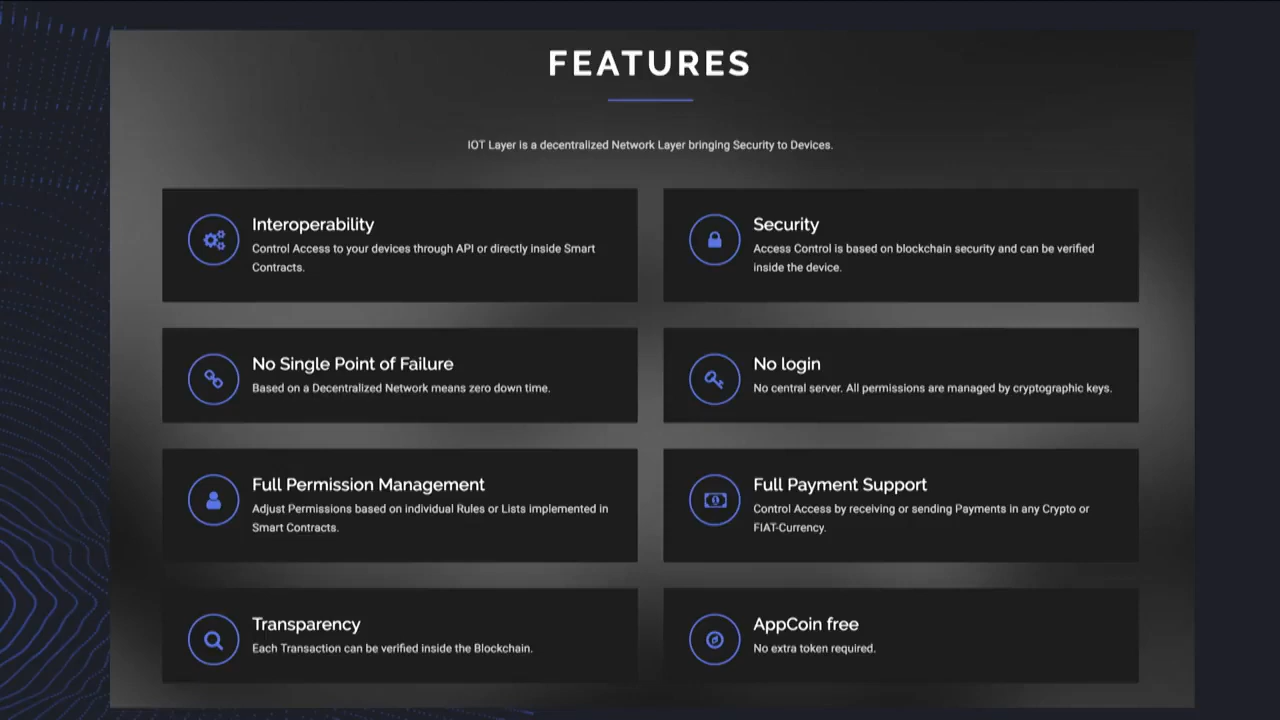 FEATURES
IOT Layer is a decentralized Network Layer bringing Security to Devices.
Interoperability
Control Access to your devices through API or directly inside Smart
Contracts.
Security
Access Control is based on blockchain security and can be verified
inside the device.
No Single Point of Failure
Based on a Decentralized Network means zero down time.
No login
No central server. All permissions are managed by cryptographic keys.
Full Permission Management
Adjust Permissions based on individual Rules or Lists implemented in
Smart Contracts.
Full Payment Support
Control Access by receiving or sending Payments in any Crypto or
FIAT-Currency.
Transparency
Each Transaction can be verified inside the Blockchain.
AppCoin free
No extra token required.